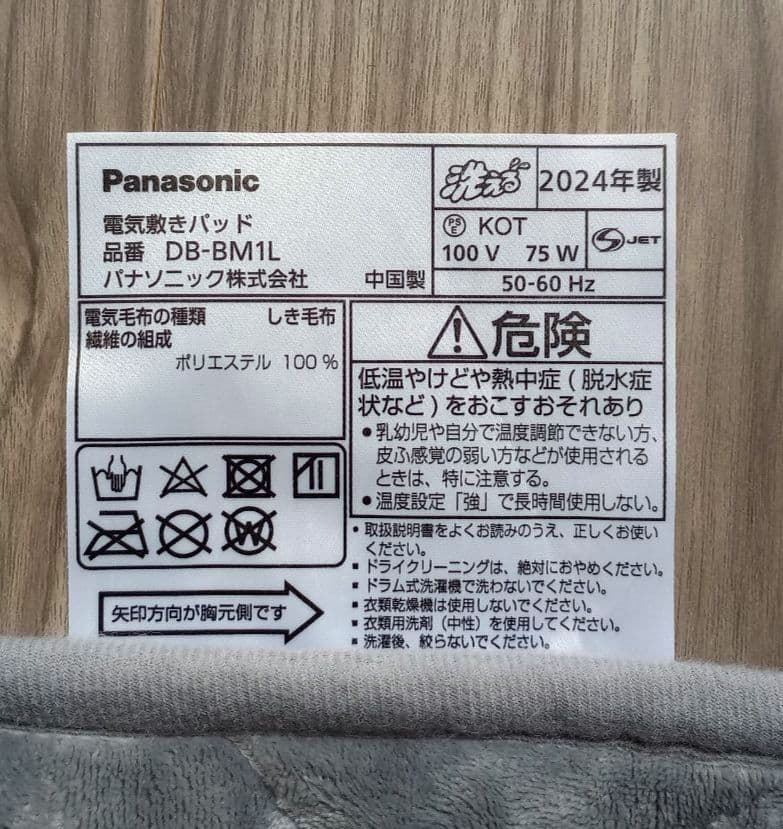 Panasonic
電気敷きパッド
品番 DB-BM1L
パナソニック株式会社 中国製
洗える
2024年製
PSE KOT
100 V 75 W
S JET
50-60 Hz
電気毛布の種類 しき毛布
繊維の組成
ポリエステル 100 %
危険
低温やけどや熱中症(脱水症
状など)をおこすおそれあり
●乳幼児や自分で温度調節できない方、
皮ふ感覚の弱い方などが使用される
ときは、特に注意する。
●温度設定「強」で長時間使用しない。
W
矢印方向が胸元側です
▪取扱説明書をよくお読みのうえ、正しくお使い
ください。
▪ドライクリーニングは、絶対におやめください。
▪ドラム式洗濯機で洗わないでください。
▪衣類乾燥機は使用しないでください。
▪衣類用洗剤(中性)を使用してください。
▪洗濯後、絞らないでください。